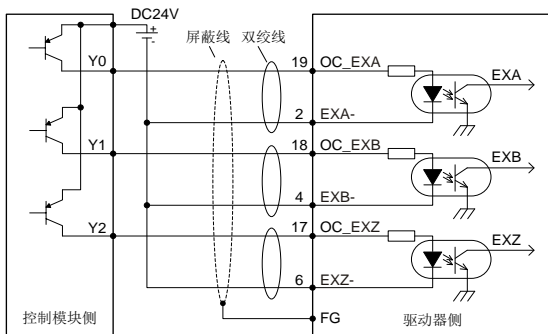 DC24V
+
-
屏蔽线
双绞线
Y0
19
OC_EXA
EXA
2
EXA-
Y1
18
OC_EXB
EXB
4
EXB-
Y2
17
OC_EXZ
EXZ
6
EXZ-
控制模块侧
FG
驱动器侧